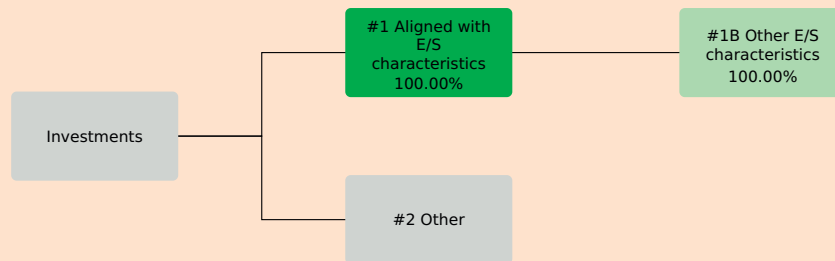 #1 Aligned with
E/S
characteristics
100.00%
#1B Other E/S
characteristics
100.00%
Investments
#2 Other